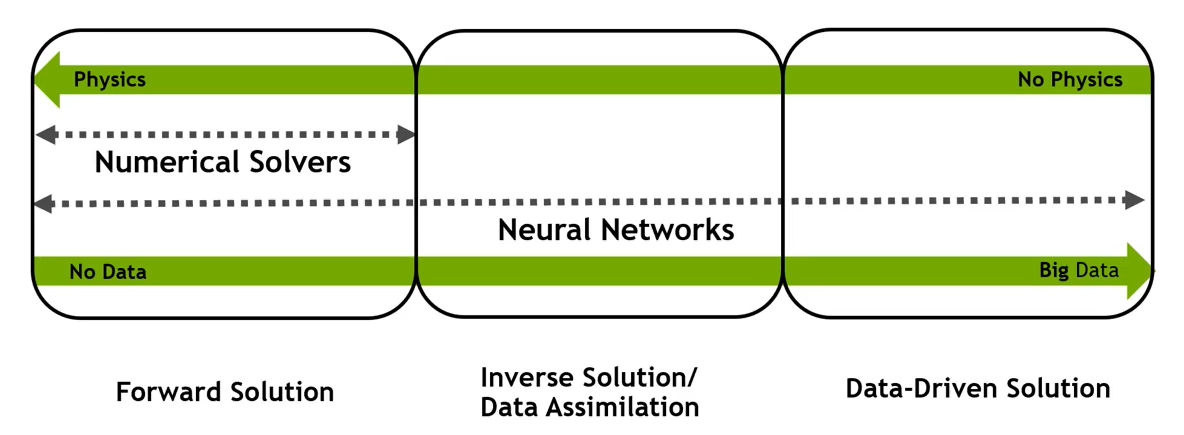 Physics
No Physics
Numerical Solvers
Neural Networks
No Data
Big Data
Forward Solution
Inverse Solution/
Data Assimilation
Data-Driven Solution